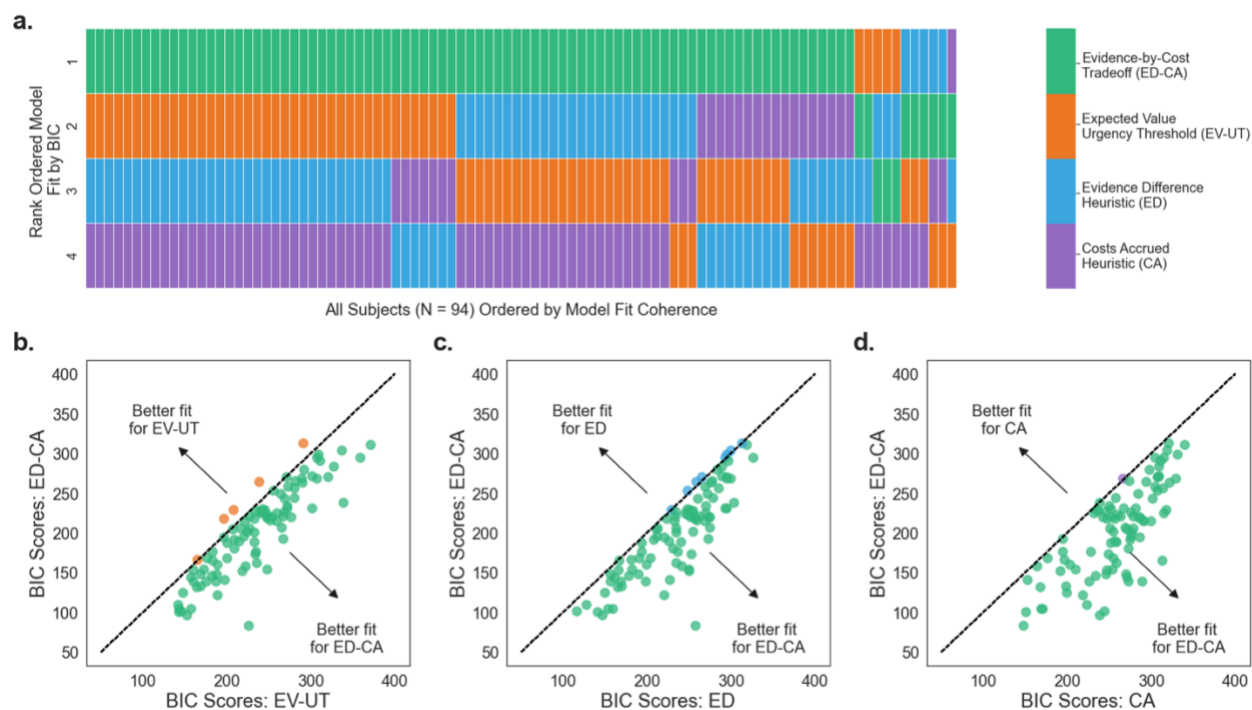 a.
Rank Ordered Model
Fit by BIC
1
2
3
4
All Subjects (N = 94) Ordered by Model Fit Coherence
Evidence-by-Cost
Tradeoff (ED-CA)
Expected Value
Urgency Threshold (EV-UT)
Evidence Difference
Heuristic (ED)
Costs Accrued
Heuristic (CA)
b.
BIC Scores: ED-CA
400
350
300
250
200
150
100
50
Better fit
for EV-UT
Better fit
for ED-CA
100
200
300
400
BIC Scores: EV-UT
c.
BIC Scores: ED-CA
400
350
300
250
200
150
100
50
Better fit
for ED
Better fit
for ED-CA
100
200
300
400
BIC Scores: ED
d.
BIC Scores: ED-CA
400
350
300
250
200
150
100
50
Better fit
for CA
Better fit
for ED-CA
100
200
300
400
BIC Scores: CA